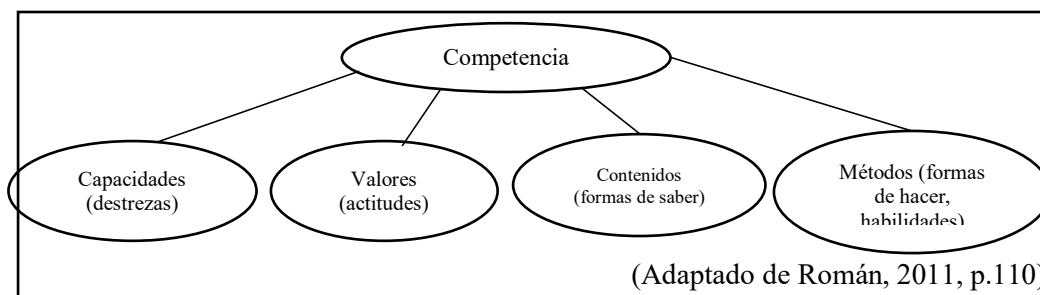 Competencia
Capacidades
(destrezas)
Valores
(actitudes)
Contenidos
(formas de saber)
Métodos (formas
de hacer,
habilidades)
(Adaptado de Román, 2011, p.110)